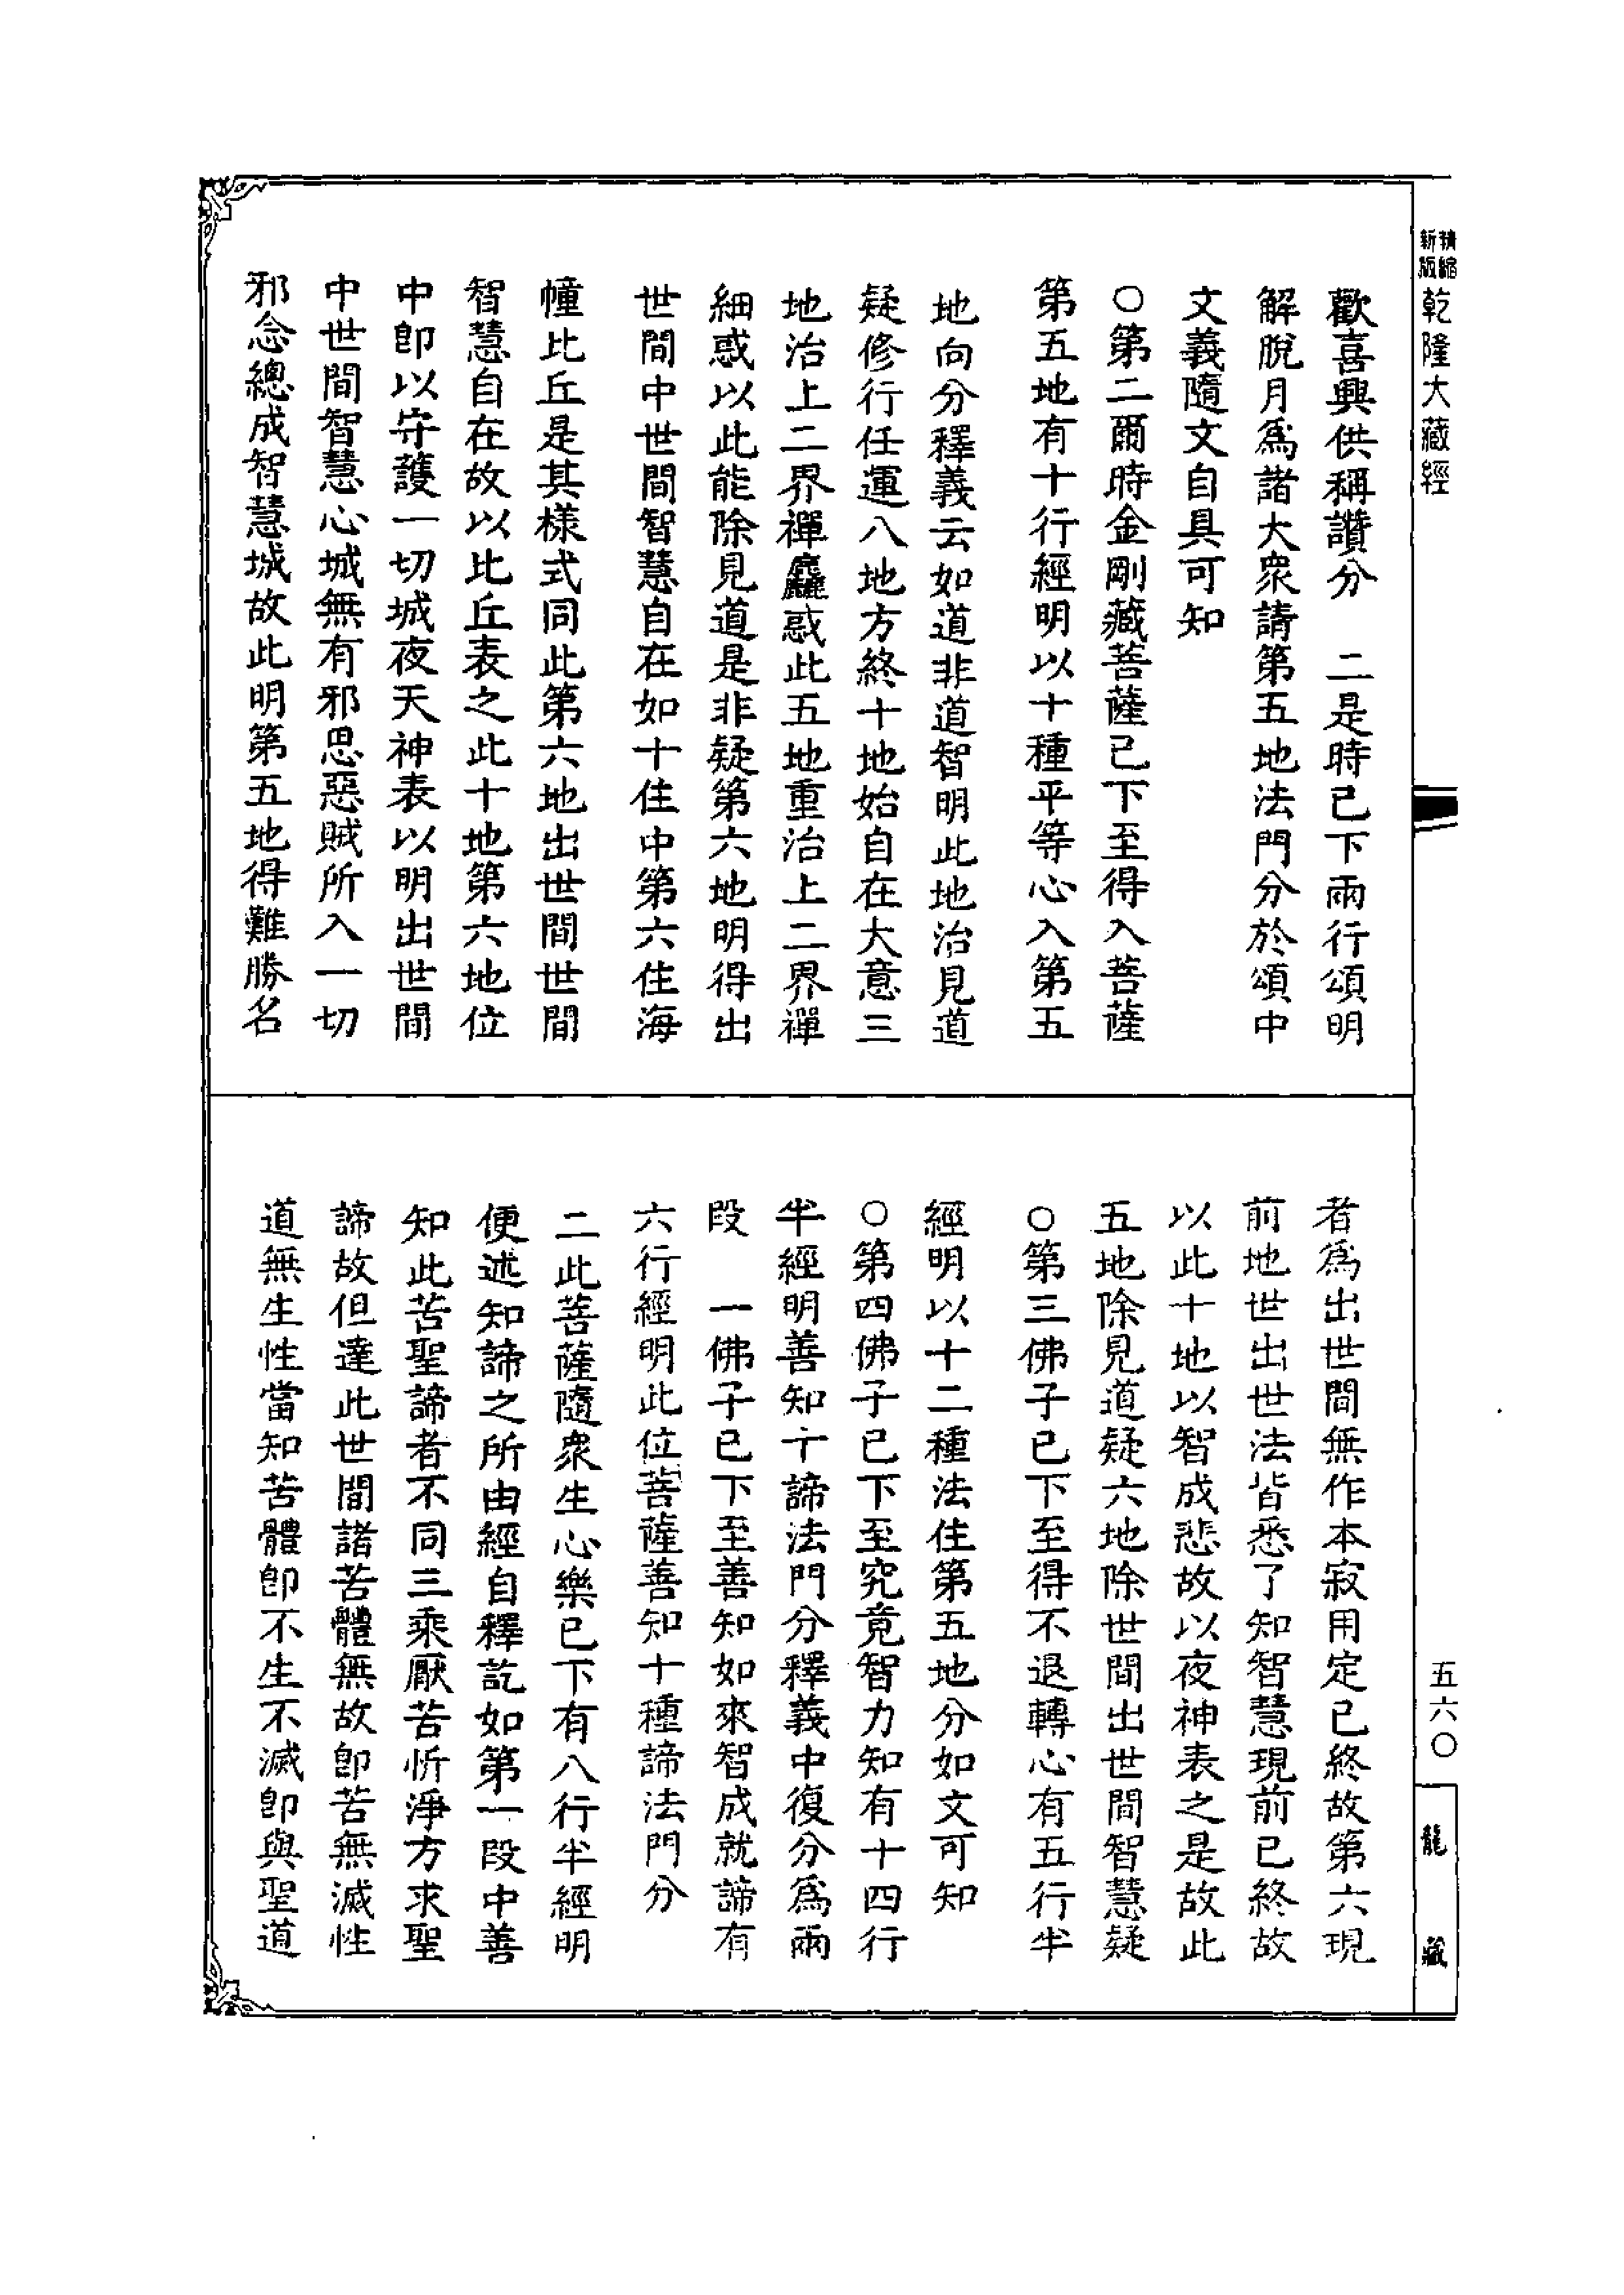 精縮新版乾隆大藏經
歡喜興供稱讚分　二是時已下兩行頌明
解脫月爲諸大衆請第五地法門分於頌中
文義隨文自具可知
○第二爾時金剛藏菩薩已下至得入菩薩
第五地有十行經明以十種平等心入第五
地向分釋義云如道非道智明此地治見道
疑修行任運八地方終十地始自在大意三
地治上二界禪麤惑此五地重治上二界禪
細惑以此能除見道是非疑第六地明得出
世間中世間智慧自在如十住中第六住海
幢比丘是其樣式同此第六地出世間世間
智慧自在故以比丘表之此十地第六地位
中卽以守護一切城夜天神表以明出世間
中世間智慧心城無有邪思惡賊所入一切
邪念總成智慧城故此明第五地得難勝名
者爲出世間無作本寂用定已終故第六現
前地世出世法皆悉了知智慧現前已終故
以此十地以智成悲故以夜神表之是故此
五地除見道疑六地除世間出世間智慧疑
○第三佛子已下至得不退轉心有五行半
經明以十二種法住第五地分如文可知
○第四佛子已下至究竟智力知有十四行
半經明善知十諦法門分釋義中復分爲兩
段　一佛子已下至善知如來智成就諦有
六行經明此位菩薩善知十種諦法門分
二此菩薩隨衆生心樂已下有八行半經明
便述知諦之所由經自釋訖如第一段中善
知此苦聖諦者不同三乘厭苦忻淨方求聖
諦故但達此世間諸苦體無故卽苦無滅性
道無生性當知苦體卽不生不滅卽與聖道
五六○
龍藏